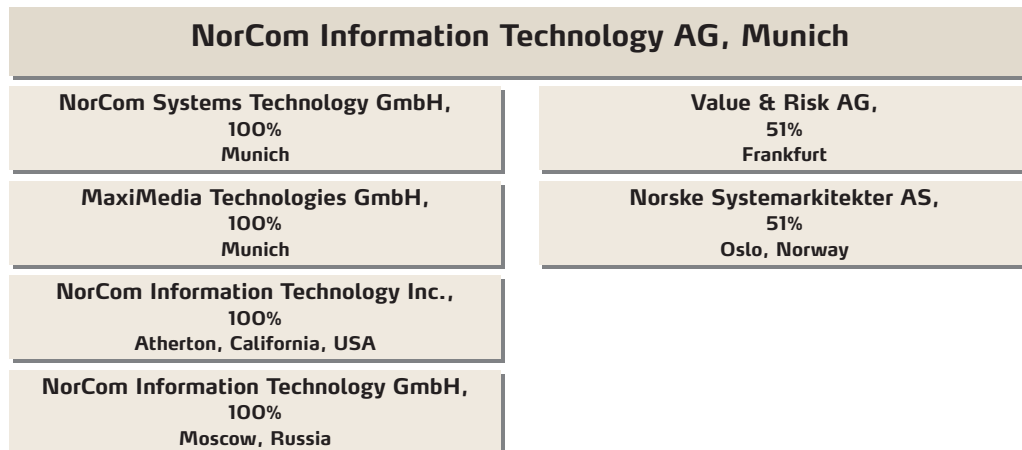 NorCom Information Technology AG, Munich
NorCom Systems Technology GmbH,
100%
Munich
MaxiMedia Technologies GmbH,
100%
Munich
NorCom Information Technology Inc.,
100%
Atherton, California, USA
NorCom Information Technology GmbH,
100%
Moscow, Russia
Value & Risk AG,
51%
Frankfurt
Norske Systemarkitekter AS,
51%
Oslo, Norway